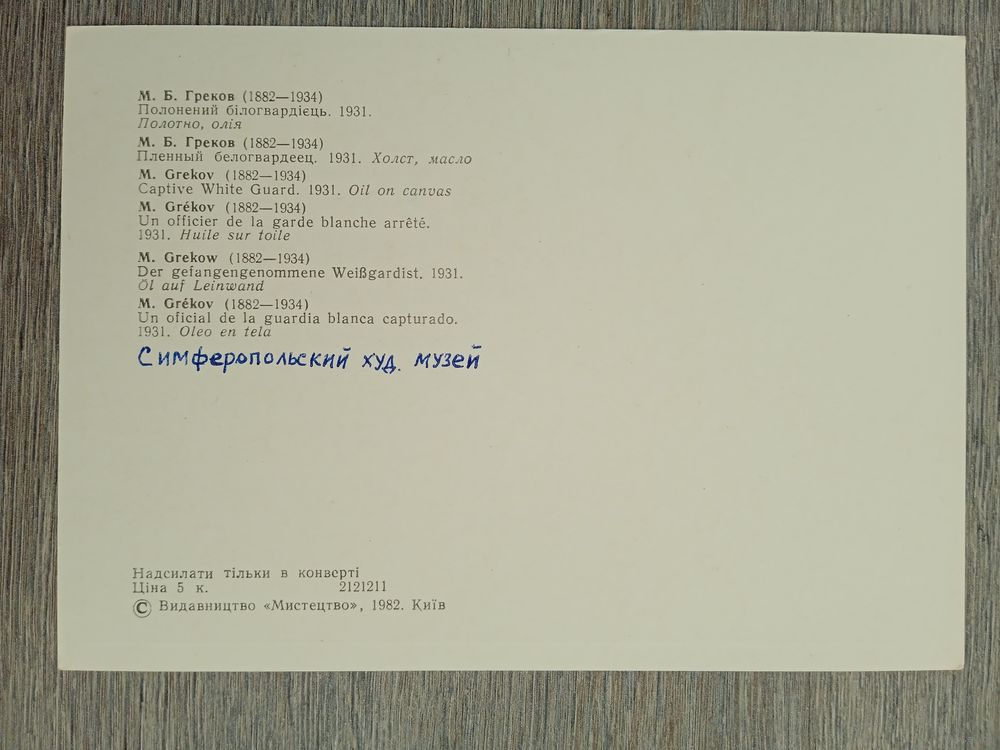 М. Б. Греков (1882—1934)
Полонений білогвардієць. 1931.
Полотно, олія
М. Б. Греков (1882—1934)
Пленный белогвардеец. 1931. Холст, масло
M. Grekov (1882—1934)
Captive White Guard. 1931. Oil on canvas
M. Grékov (1882—1934)
Un officier de la garde blanche arrêté.
1931. Huile sur toile
M. Grekow (1882—1934)
Der gefangengenommene Weißgardist. 1931.
Öl auf Leinwand
M. Grékov (1882—1934)
Un oficial de la guardia blanca capturado.
1931. Oleo en tela
Симферопольский худ. музей
Надсилати тільки в конверті
Ціна 5 к. 2121211
© Видавництво «Мистецтво», 1982. Київ